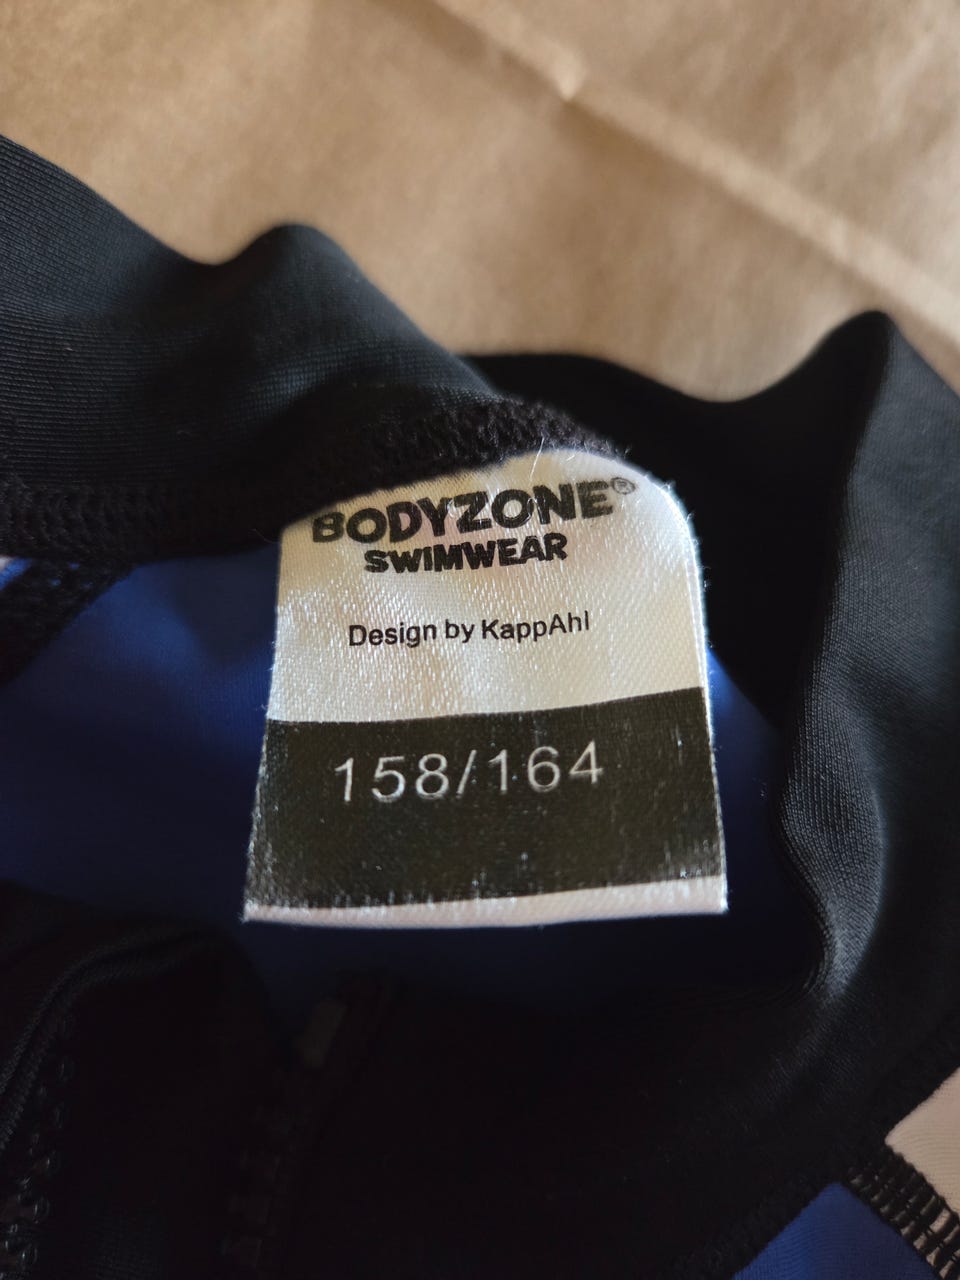 BODYZONE®
SWIMWEAR
Design by KappAhl
158/164